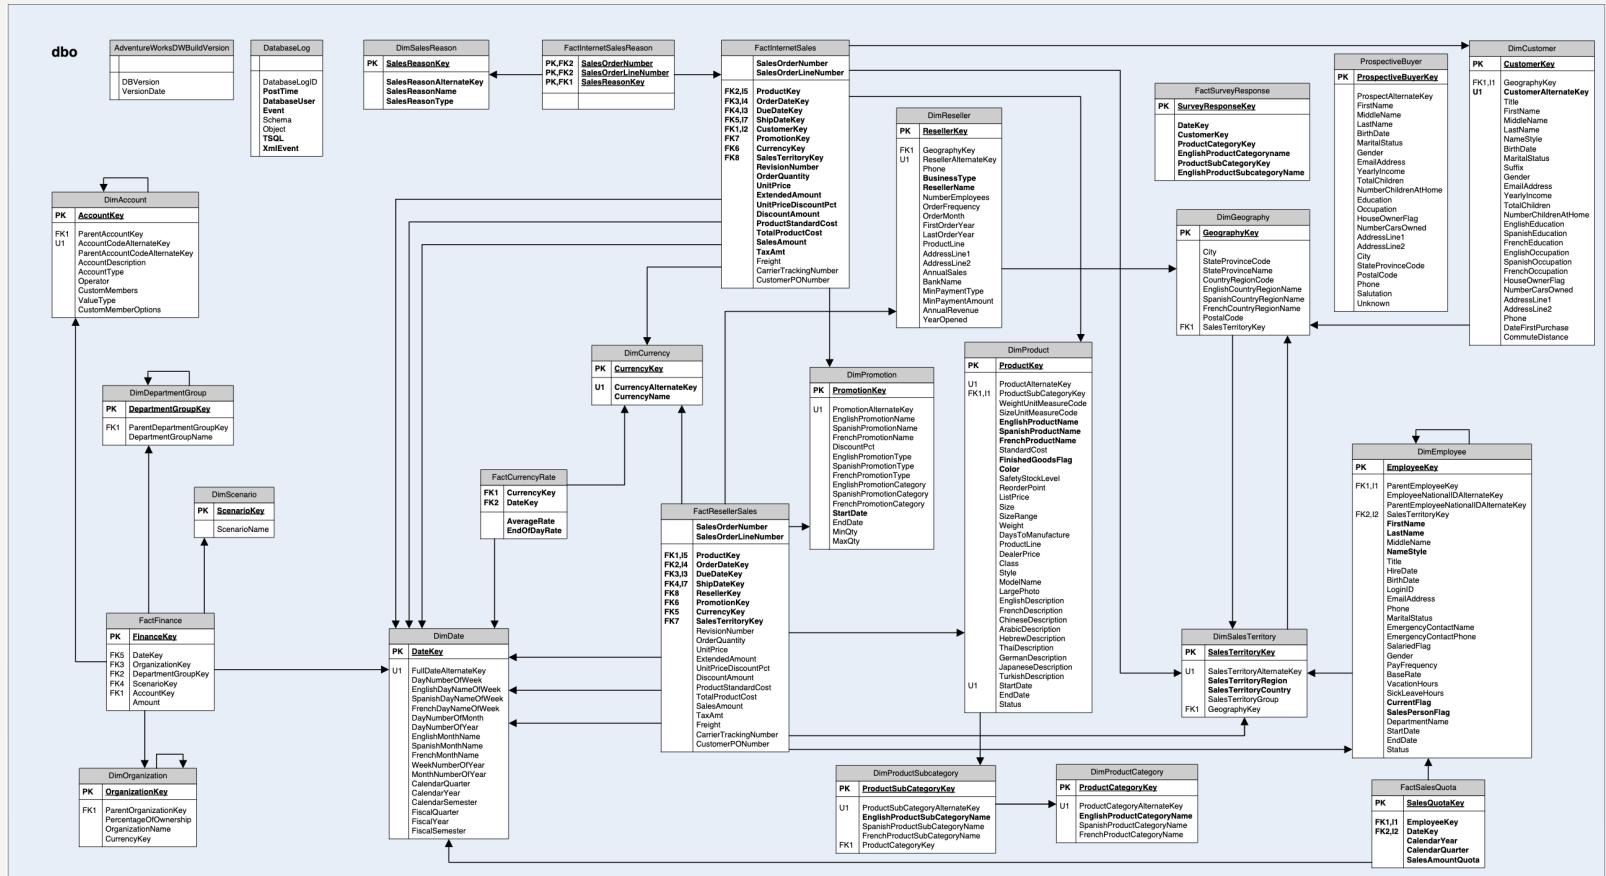 dbo
AdventureWorksDWBuildVersion
DBVersion
VersionDate
DatabaseLog
DatabaseLogID
PostTime
DatabaseUser
Event
Schema
Object
TSQL
XmlEvent
DimSalesReason
PK SalesReasonKey
SalesReasonAlternateKey
SalesReasonName
SalesReasonType
FactInternetSalesReason
PK,FK2 SalesOrderNumber
PK,FK2 SalesOrderLineNumber
PK,FK1 SalesReasonKey
FactInternetSales
SalesOrderNumber
SalesOrderLineNumber
FK2,I5 ProductKey
FK3,I4 OrderDateKey
FK4,I3 DueDateKey
FK5,I7 ShipDateKey
FK1,I2 CustomerKey
FK7 PromotionKey
FK6 CurrencyKey
FK8 SalesTerritoryKey
RevisionNumber
OrderQuantity
UnitPrice
ExtendedAmount
UnitPriceDiscountPct
DiscountAmount
ProductStandardCost
TotalProductCost
SalesAmount
TaxAmt
Freight
CarrierTrackingNumber
CustomerPONumber
DimReseller
PK ResellerKey
FK1 GeographyKey
U1 ResellerAlternateKey
Phone
BusinessType
ResellerName
NumberEmployees
OrderFrequency
OrderMonth
FirstOrderYear
LastOrderYear
ProductLine
AddressLine1
AddressLine2
AnnualSales
BankName
MinPaymentType
MinPaymentAmount
AnnualRevenue
YearOpened
FactSurveyResponse
PK SurveyResponseKey
DateKey
CustomerKey
ProductCategoryKey
EnglishProductCategoryname
ProductSubCategoryKey
EnglishProductSubcategoryName
ProspectiveBuyer
PK ProspectiveBuyerKey
ProspectAlternateKey
FirstName
MiddleName
LastName
BirthDate
MaritalStatus
Gender
EmailAddress
YearlyIncome
TotalChildren
NumberChildrenAtHome
Education
Occupation
HouseOwnerFlag
NumberCarsOwned
AddressLine1
AddressLine2
City
StateProvinceCode
PostalCode
Phone
Salutation
Unknown
DimCustomer
PK CustomerKey
FK1,I1 GeographyKey
U1 CustomerAlternateKey
Title
FirstName
MiddleName
LastName
NameStyle
BirthDate
MaritalStatus
Suffix
Gender
EmailAddress
YearlyIncome
TotalChildren
NumberChildrenAtHome
EnglishEducation
SpanishEducation
FrenchEducation
EnglishOccupation
SpanishOccupation
FrenchOccupation
HouseOwnerFlag
NumberCarsOwned
AddressLine1
AddressLine2
Phone
DateFirstPurchase
CommuteDistance
DimAccount
PK AccountKey
FK1 ParentAccountKey
U1 AccountCodeAlternateKey
ParentAccountCodeAlternateKey
AccountDescription
AccountType
Operator
CustomMembers
ValueType
CustomMemberOptions
DimGeography
PK GeographyKey
City
StateProvinceCode
StateProvinceName
CountryRegionCode
EnglishCountryRegionName
SpanishCountryRegionName
FrenchCountryRegionName
PostalCode
FK1 SalesTerritoryKey
DimCurrency
PK CurrencyKey
U1 CurrencyAlternateKey
CurrencyName
DimPromotion
PK PromotionKey
U1 PromotionAlternateKey
EnglishPromotionName
SpanishPromotionName
FrenchPromotionName
DiscountPct
EnglishPromotionType
SpanishPromotionType
FrenchPromotionType
EnglishPromotionCategory
SpanishPromotionCategory
FrenchPromotionCategory
StartDate
EndDate
MinQty
MaxQty
DimProduct
PK ProductKey
U1 ProductAlternateKey
FK1,I1 ProductSubCategoryKey
WeightUnitMeasureCode
SizeUnitMeasureCode
EnglishProductName
SpanishProductName
FrenchProductName
StandardCost
FinishedGoodsFlag
Color
SafetyStockLevel
ReorderPoint
ListPrice
Size
SizeRange
Weight
DaysToManufacture
ProductLine
DealerPrice
Class
Style
ModelName
LargePhoto
EnglishDescription
FrenchDescription
ChineseDescription
ArabicDescription
HebrewDescription
ThaiDescription
GermanDescription
JapaneseDescription
TurkishDescription
U1 StartDate
EndDate
Status
DimDepartmentGroup
PK DepartmentGroupKey
FK1 ParentDepartmentGroupKey
DepartmentGroupName
DimScenario
PK ScenarioKey
ScenarioName
FactCurrencyRate
FK1 CurrencyKey
FK2 DateKey
AverageRate
EndOfDayRate
FactResellerSales
SalesOrderNumber
SalesOrderLineNumber
FK1,I5 ProductKey
FK2,I4 OrderDateKey
FK3,I3 DueDateKey
FK4,I7 ShipDateKey
FK8 ResellerKey
FK6 PromotionKey
FK5 CurrencyKey
FK7 SalesTerritoryKey
RevisionNumber
OrderQuantity
UnitPrice
ExtendedAmount
UnitPriceDiscountPct
DiscountAmount
ProductStandardCost
TotalProductCost
SalesAmount
TaxAmt
Freight
CarrierTrackingNumber
CustomerPONumber
DimEmployee
PK EmployeeKey
FK1,I1 ParentEmployeeKey
EmployeeNationalIDAlternateKey
ParentEmployeeNationalIDAlternateKey
FK2,I2 SalesTerritoryKey
FirstName
LastName
MiddleName
NameStyle
Title
HireDate
BirthDate
LoginID
EmailAddress
Phone
MaritalStatus
EmergencyContactName
EmergencyContactPhone
SalariedFlag
Gender
PayFrequency
BaseRate
VacationHours
SickLeaveHours
CurrentFlag
SalesPersonFlag
DepartmentName
StartDate
EndDate
Status
FactFinance
PK FinanceKey
FK5 DateKey
FK3 OrganizationKey
FK2 DepartmentGroupKey
FK4 ScenarioKey
FK1 AccountKey
Amount
DimDate
PK DateKey
U1 FullDateAlternateKey
DayNumberOfWeek
EnglishDayNameOfWeek
SpanishDayNameOfWeek
FrenchDayNameOfWeek
DayNumberOfMonth
DayNumberOfYear
EnglishMonthName
SpanishMonthName
FrenchMonthName
WeekNumberOfYear
MonthNumberOfYear
CalendarQuarter
CalendarYear
CalendarSemester
FiscalQuarter
FiscalYear
FiscalSemester
DimSalesTerritory
PK SalesTerritoryKey
U1 SalesTerritoryAlternateKey
SalesTerritoryRegion
SalesTerritoryCountry
SalesTerritoryGroup
FK1 GeographyKey
DimOrganization
PK OrganizationKey
FK1 ParentOrganizationKey
PercentageOfOwnership
OrganizationName
CurrencyKey
DimProductSubcategory
PK ProductSubCategoryKey
U1 ProductSubCategoryAlternateKey
EnglishProductSubCategoryName
SpanishProductSubCategoryName
FrenchProductSubCategoryName
FK1 ProductCategoryKey
DimProductCategory
PK ProductCategoryKey
U1 ProductCategoryAlternateKey
EnglishProductCategoryName
SpanishProductCategoryName
FrenchProductCategoryName
FactSalesQuota
PK SalesQuotaKey
FK1,I1 EmployeeKey
FK2,I2 DateKey
CalendarYear
CalendarQuarter
SalesAmountQuota